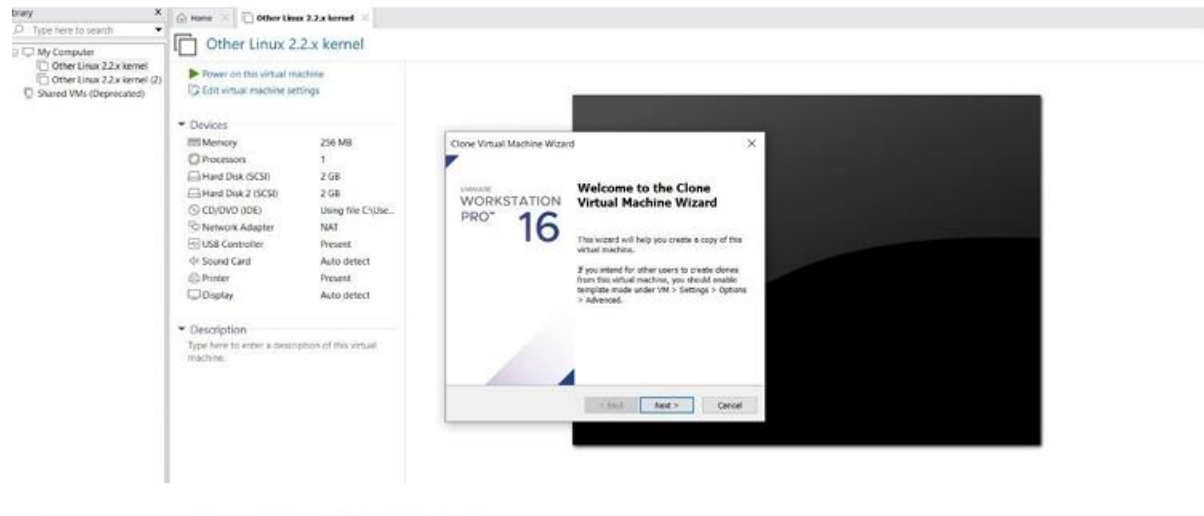 brary
X
Type here to search
My Computer
Other Linux 2.2.x kernel
Other Linux 2.2.x kernel (2)
Shared VMs (Deprecated)
Home
Other Linux 2.2.x kernel
Other Linux 2.2.x kernel
Power on this virtual machine
Edit virtual machine settings
Devices
Memory 256 MB
Processors 1
Hard Disk (SCSI) 2 GB
Hard Disk 2 (SCSI) 2 GB
CD/DVD (IDE) Using file C:\Use...
Network Adapter NAT
USB Controller Present
Sound Card Auto detect
Printer Present
Display Auto detect
Description
Type here to enter a description of this virtual
machine.
Clone Virtual Machine Wizard
VMWARE
WORKSTATION
PRO™ 16
Welcome to the Clone
Virtual Machine Wizard
This wizard will help you create a copy of this
virtual machine.
If you intend for other users to create clones
from this virtual machine, you should enable
template mode under VM > Settings > Options
> Advanced.
< Back Next > Cancel